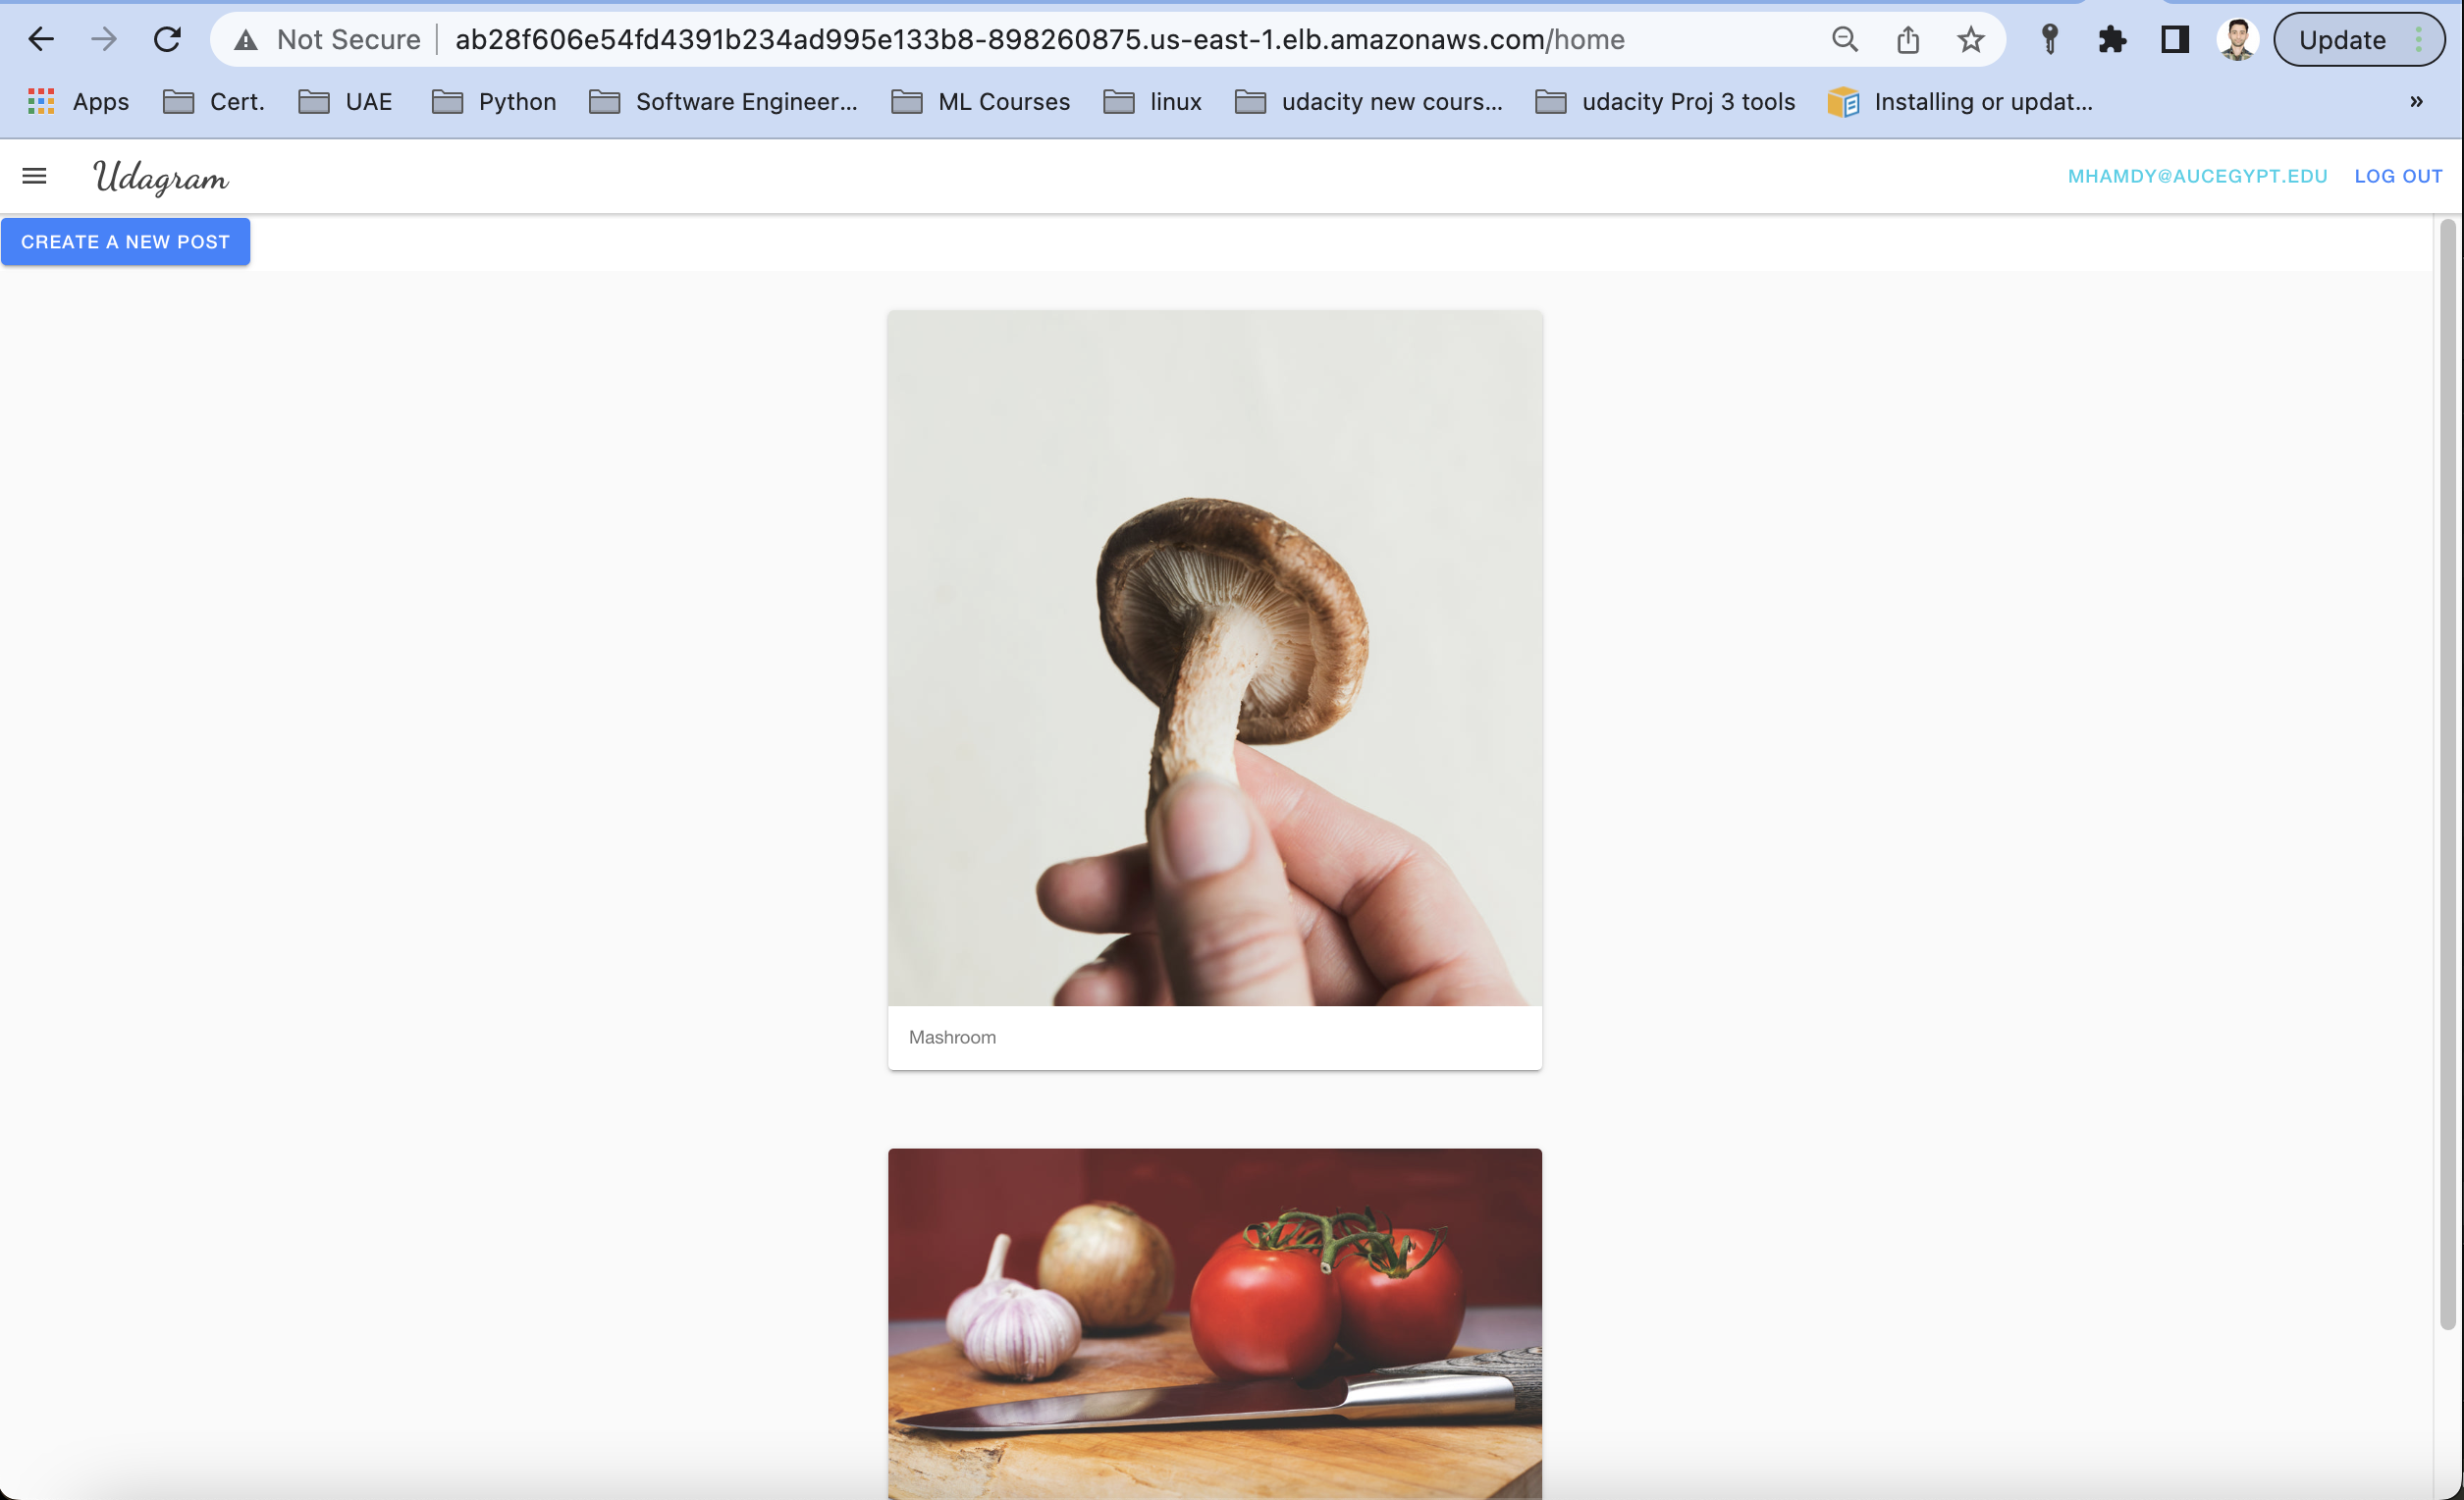 Not Secure ab28f606e54fd4391b234ad995e133b8-898260875.us-east-1.elb.amazonaws.com/home Update
Apps Cert. UAE Python Software Engineer... ML Courses linux udacity new cours... udacity Proj 3 tools Installing or updat... »
Udagram MHAMDY@AUCEGYPT.EDU LOG OUT
CREATE A NEW POST
Mashroom